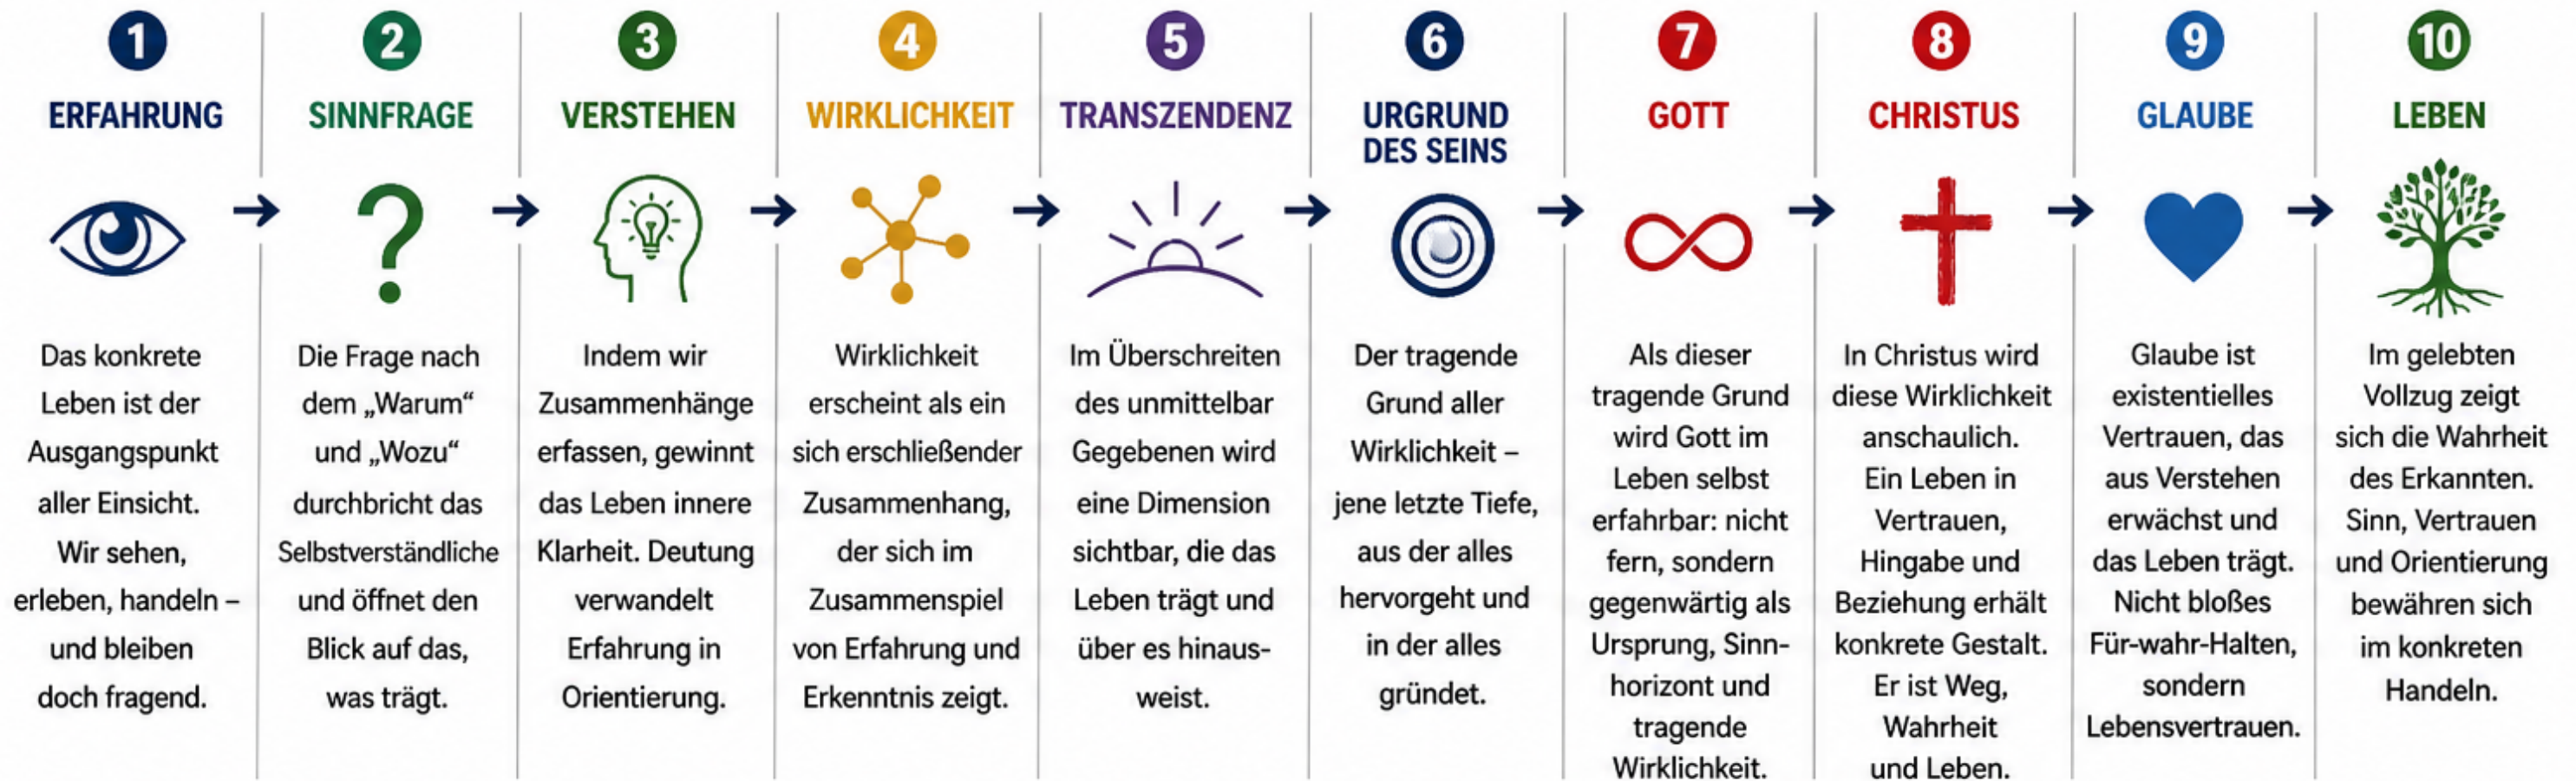 1
ERFAHRUNG
Das konkrete
Leben ist der
Ausgangspunkt
aller Einsicht.
Wir sehen,
erleben, handeln –
und bleiben
doch fragend.
2
SINNFRAGE
Die Frage nach
dem „Warum“
und „Wozu“
durchbricht das
Selbstverständliche
und öffnet den
Blick auf das,
was trägt.
3
VERSTEHEN
Indem wir
Zusammenhänge
erfassen, gewinnt
das Leben innere
Klarheit. Deutung
verwandelt
Erfahrung in
Orientierung.
4
WIRKLICHKEIT
Wirklichkeit
erscheint als ein
sich erschließender
Zusammenhang,
der sich im
Zusammenspiel
von Erfahrung und
Erkenntnis zeigt.
5
TRANSZENDENZ
Im Überschreiten
des unmittelbar
Gegebenen wird
eine Dimension
sichtbar, die das
Leben trägt und
über es hinaus-
weist.
6
URGRUND
DES SEINS
Der tragende
Grund aller
Wirklichkeit –
jene letzte Tiefe,
aus der alles
hervorgeht und
in der alles
gründet.
7
GOTT
Als dieser
tragende Grund
wird Gott im
Leben selbst
erfahrbar: nicht
fern, sondern
gegenwärtig als
Ursprung, Sinn-
horizont und
tragende
Wirklichkeit.
8
CHRISTUS
In Christus wird
diese Wirklichkeit
anschaulich.
Ein Leben in
Vertrauen,
Hingabe und
Beziehung erhält
konkrete Gestalt.
Er ist Weg,
Wahrheit
und Leben.
9
GLAUBE
Glaube ist
existentielles
Vertrauen, das
aus Verstehen
erwächst und
das Leben trägt.
Nicht bloßes
Für-wahr-Halten,
sondern
Lebensvertrauen.
10
LEBEN
Im gelebten
Vollzug zeigt
sich die Wahrheit
des Erkannten.
Sinn, Vertrauen
und Orientierung
bewähren sich
im konkreten
Handeln.